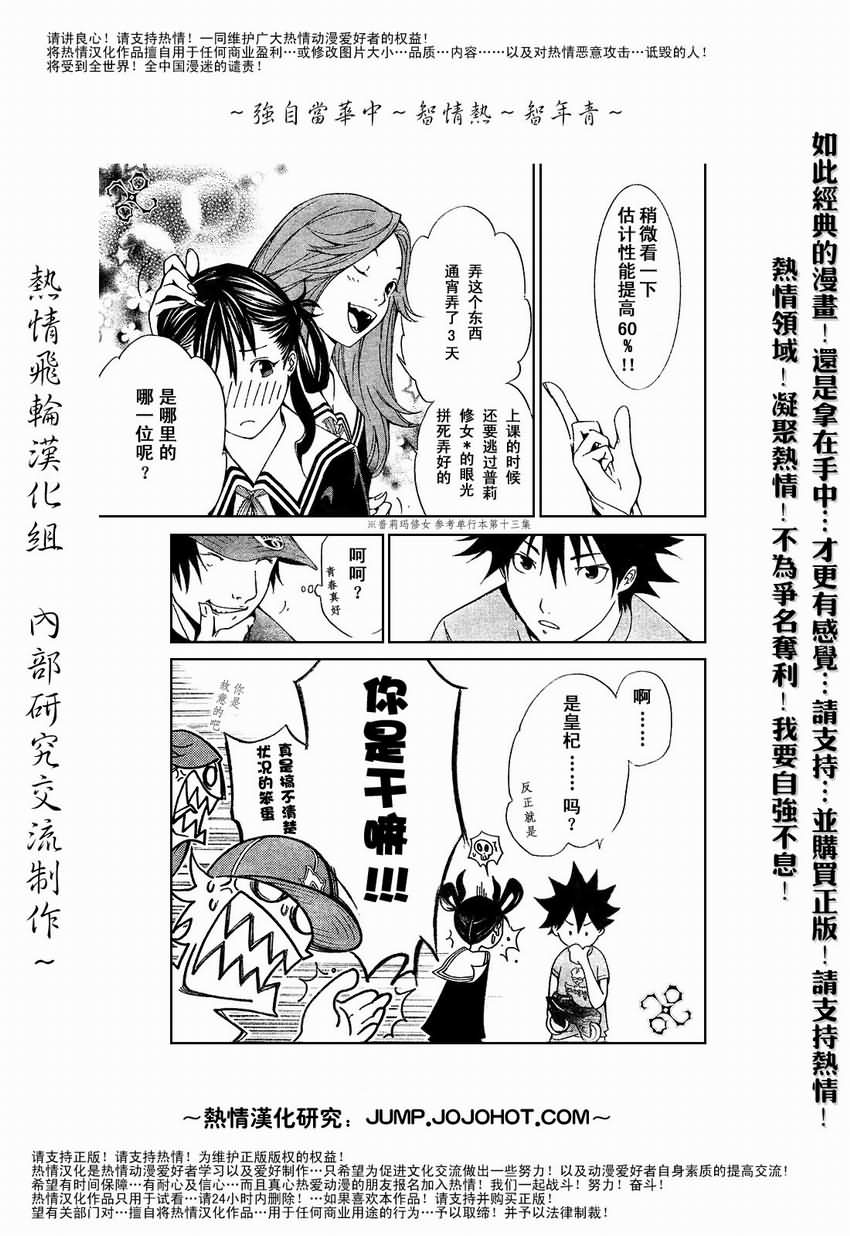 请讲良心！请支持热情！一同维护广大热情动漫爱好者的权益！
将热情汉化作品擅自用于任何商业盈利…或修改图片大小…品质…内容……以及对热情恶意攻击…诋毁的人！
将受到全世界！全中国漫迷的谴责！
～強自當華中～智情熱～智年青～
如此經典的漫畫！還是拿在手中…才更有感覺…請支持…並購買正版！請支持熱情！
熱情領域！凝聚熱情！不為爭名奪利！我要自強不息！
熱情飛輪漢化組 內部研究交流制作～
稍微看一下
估计性能提高
60
%!!
弄这个东西
通宵弄了3天
上课的时候
还要逃过普莉
修女*的眼光
拼死弄好的
是哪里的
哪一位呢？
※普莉玛修女 参考单行本第十三集
呵呵？
青春真好
啊……
是皇杞……吗？
反正就是
你是干嘛!!!
真是搞不清楚
状况的笨蛋
你是
故意的吧
～熱情漢化研究：JUMP.JOJOHOT.COM～
请支持正版！请支持热情！为维护正版版权的权益！
热情汉化是热情动漫爱好者学习以及爱好制作…只希望为促进文化交流做出一些努力！以及动漫爱好者自身素质的提高交流！
希望有时间保障…有耐心及信心…而且真心热爱动漫的朋友报名加入热情！我们一起战斗！努力！奋斗！
热情汉化作品只用于试看…请24小时内删除！…如果喜欢本作品！请支持并购买正版！
望有关部门对…擅自将热情汉化作品…用于任何商业用途的行为…予以取缔！并予以法律制裁！